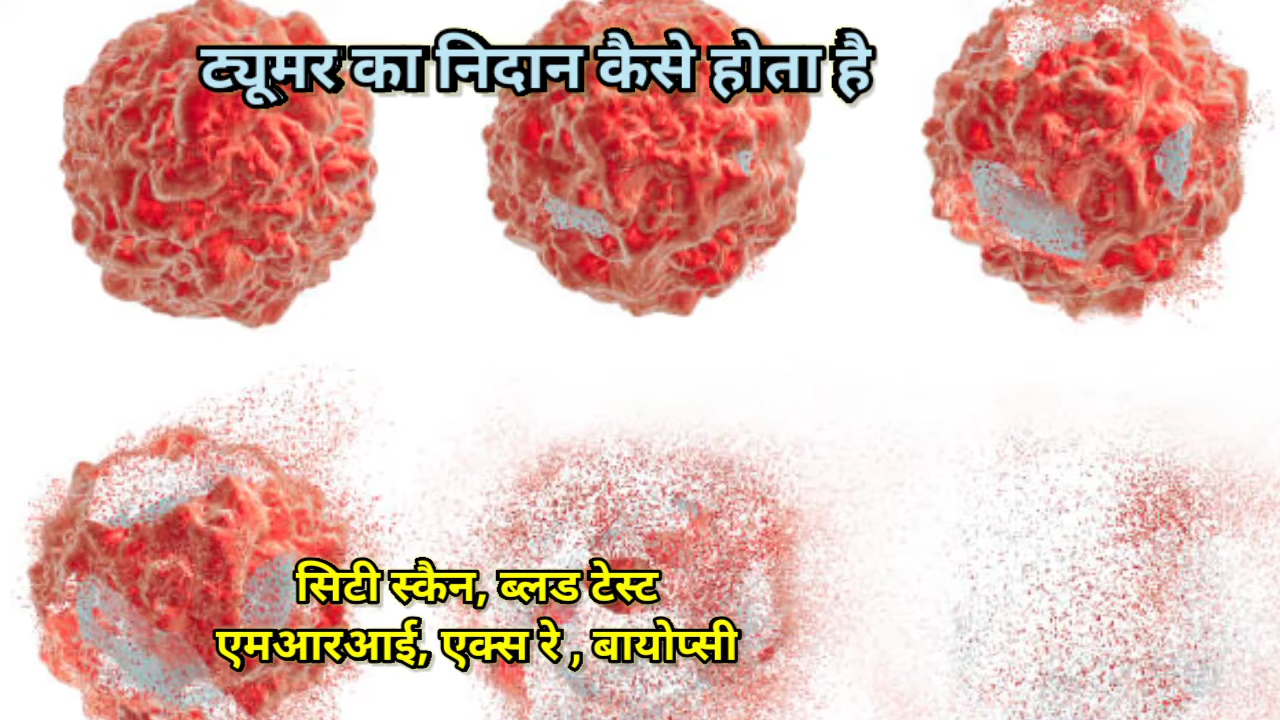 ट्यूमर का निदान कैसे होता है
सिटी स्कैन, ब्लड टेस्ट
एमआरआई, एक्स रे , बायोप्सी